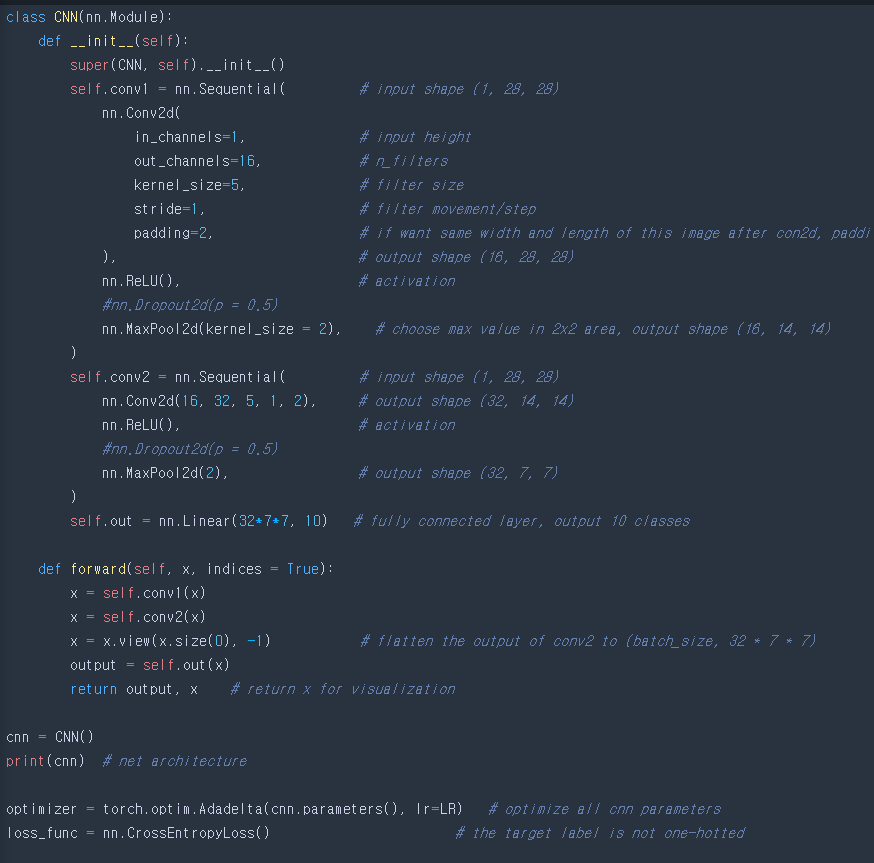 class CNN(nn.Module):
    def __init__(self):
        super(CNN, self).__init__()
        self.conv1 = nn.Sequential(         # input shape (1, 28, 28)
            nn.Conv2d(
                in_channels=1,              # input height
                out_channels=16,            # n_filters
                kernel_size=5,              # filter size
                stride=1,                   # filter movement/step
                padding=2,                  # if want same width and length of this image after con2d, paddi
            ),                              # output shape (16, 28, 28)
            nn.ReLU(),                      # activation
            #nn.Dropout2d(p = 0.5)
            nn.MaxPool2d(kernel_size = 2),    # choose max value in 2x2 area, output shape (16, 14, 14)
        )
        self.conv2 = nn.Sequential(         # input shape (1, 28, 28)
            nn.Conv2d(16, 32, 5, 1, 2),     # output shape (32, 14, 14)
            nn.ReLU(),                      # activation
            #nn.Dropout2d(p = 0.5)
            nn.MaxPool2d(2),                # output shape (32, 7, 7)
        )
        self.out = nn.Linear(32*7*7, 10)   # fully connected layer, output 10 classes

    def forward(self, x, indices = True):
        x = self.conv1(x)
        x = self.conv2(x)
        x = x.view(x.size(0), -1)           # flatten the output of conv2 to (batch_size, 32 * 7 * 7)
        output = self.out(x)
        return output, x    # return x for visualization

cnn = CNN()
print(cnn)  # net architecture

optimizer = torch.optim.Adadelta(cnn.parameters(), lr=LR)   # optimize all cnn parameters
loss_func = nn.CrossEntropyLoss()                       # the target label is not one-hotted